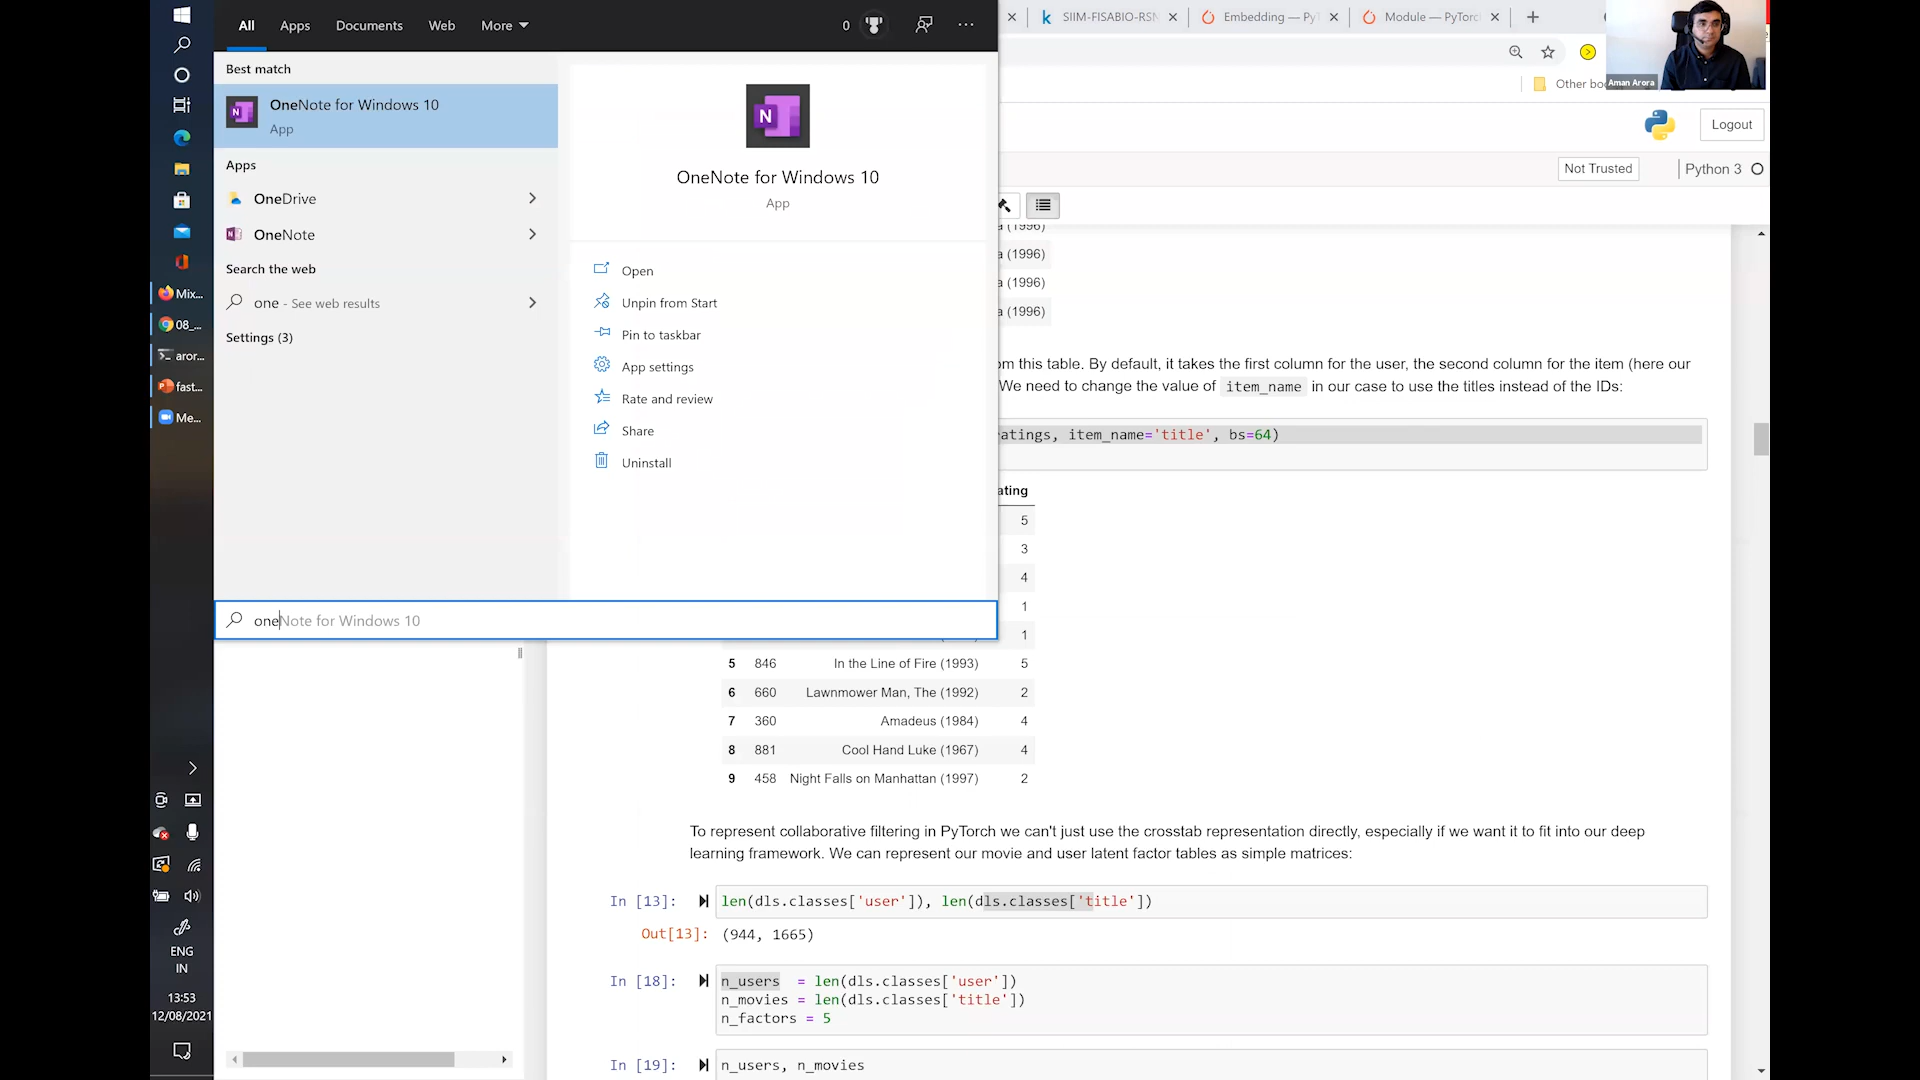 All
Apps
Documents
Web
More
0
SIIM-FISABIO-RSN
Embedding — PyT
Module — PyTorc
Other bo
Aman Arora
Best match
OneNote for Windows 10
App
Apps
OneDrive
OneNote
Search the web
one - See web results
Settings (3)
OneNote for Windows 10
App
Open
Unpin from Start
Pin to taskbar
App settings
Rate and review
Share
Uninstall
oneNote for Windows 10
Mix...
08_...
aror...
fast...
Me...
ENG
IN
13:53
12/08/2021
Logout
Not Trusted
Python 3
a (1996)
a (1996)
a (1996)
a (1996)
om this table. By default, it takes the first column for the user, the second column for the item (here our
We need to change the value of item_name in our case to use the titles instead of the IDs:
ratings, item_name='title', bs=64)
ating
5
3
4
1
1
5 846 In the Line of Fire (1993) 5
6 660 Lawnmower Man, The (1992) 2
7 360 Amadeus (1984) 4
8 881 Cool Hand Luke (1967) 4
9 458 Night Falls on Manhattan (1997) 2
To represent collaborative filtering in PyTorch we can't just use the crosstab representation directly, especially if we want it to fit into our deep
learning framework. We can represent our movie and user latent factor tables as simple matrices:
In [13]: len(dls.classes['user']), len(dls.classes['title'])
Out[13]: (944, 1665)
In [18]: n_users = len(dls.classes['user'])
n_movies = len(dls.classes['title'])
n_factors = 5
In [19]: n_users, n_movies